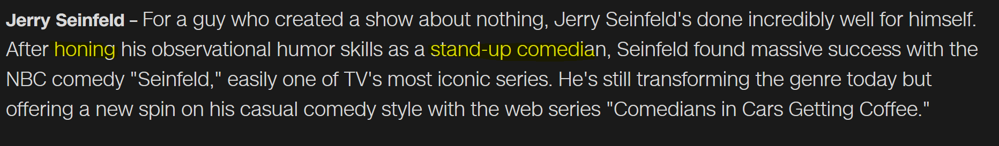 Jerry Seinfeld – For a guy who created a show about nothing, Jerry Seinfeld's done incredibly well for himself.
After honing his observational humor skills as a stand-up comedian, Seinfeld found massive success with the
NBC comedy "Seinfeld," easily one of TV's most iconic series. He's still transforming the genre today but
offering a new spin on his casual comedy style with the web series "Comedians in Cars Getting Coffee."